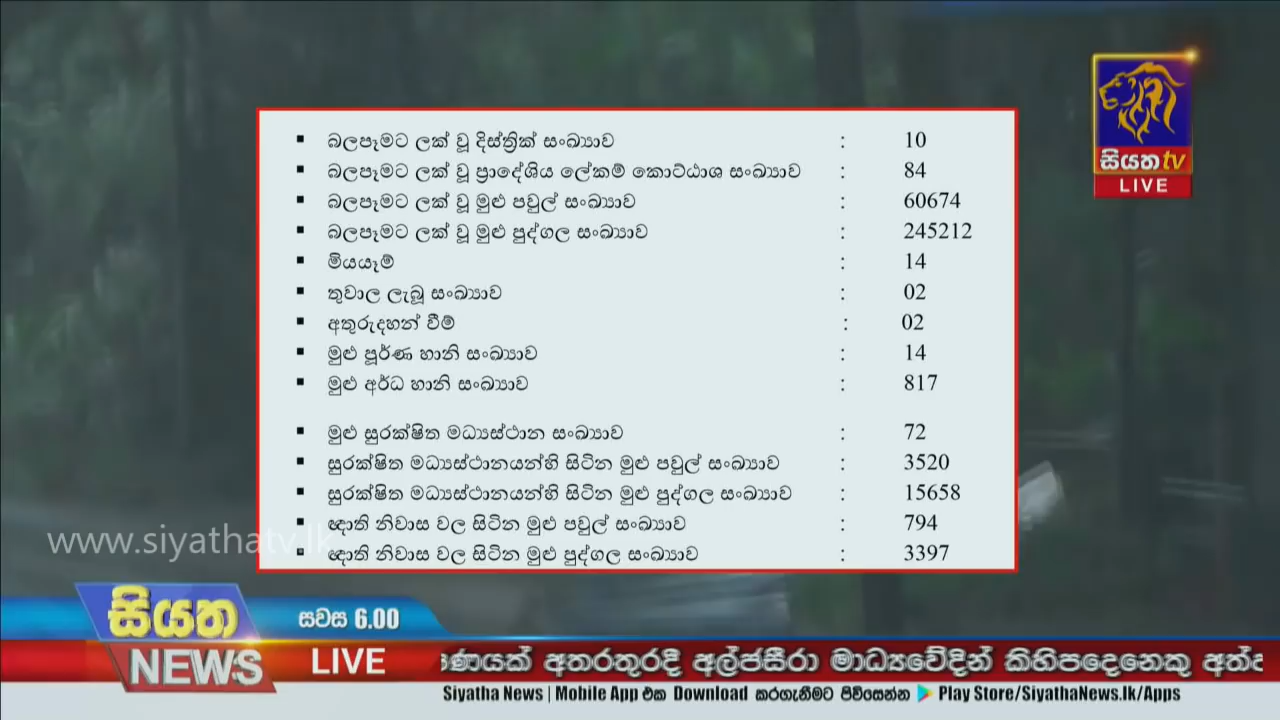 සියත tv
LIVE
▪ බලපෑමට ලක් වූ දිස්ත්‍රික් සංඛ්‍යාව : 10
▪ බලපෑමට ලක් වූ ප්‍රාදේශිය ලේකම් කොට්ඨාශ සංඛ්‍යාව : 84
▪ බලපෑමට ලක් වූ මුළු පවුල් සංඛ්‍යාව : 60674
▪ බලපෑමට ලක් වූ මුළු පුද්ගල සංඛ්‍යාව : 245212
▪ මියයෑම් : 14
▪ තුවාල ලැබූ සංඛ්‍යාව : 02
▪ අතුරුදහන් වීම් : 02
▪ මුළු පූර්ණ හානි සංඛ්‍යාව : 14
▪ මුළු අර්ධ හානි සංඛ්‍යාව : 817
▪ මුළු සුරක්ෂිත මධ්‍යස්ථාන සංඛ්‍යාව : 72
▪ සුරක්ෂිත මධ්‍යස්ථානයන්හි සිටින මුළු පවුල් සංඛ්‍යාව : 3520
▪ සුරක්ෂිත මධ්‍යස්ථානයන්හි සිටින මුළු පුද්ගල සංඛ්‍යාව : 15658
▪ ඥාති නිවාස වල සිටින මුළු පවුල් සංඛ්‍යාව : 794
▪ ඥාති නිවාස වල සිටින මුළු පුද්ගල සංඛ්‍යාව : 3397
www.siyathatv.lk
සියත
සවස 6.00
NEWS
LIVE
අතරතුරදී අල්ජසීරා මාධ්‍යවේදින් කිහිපදෙනෙකු
Siyatha News | Mobile App එක Download කරගැනීමට පිවිසෙන්න Play Store/SiyathaNews.lk/Apps